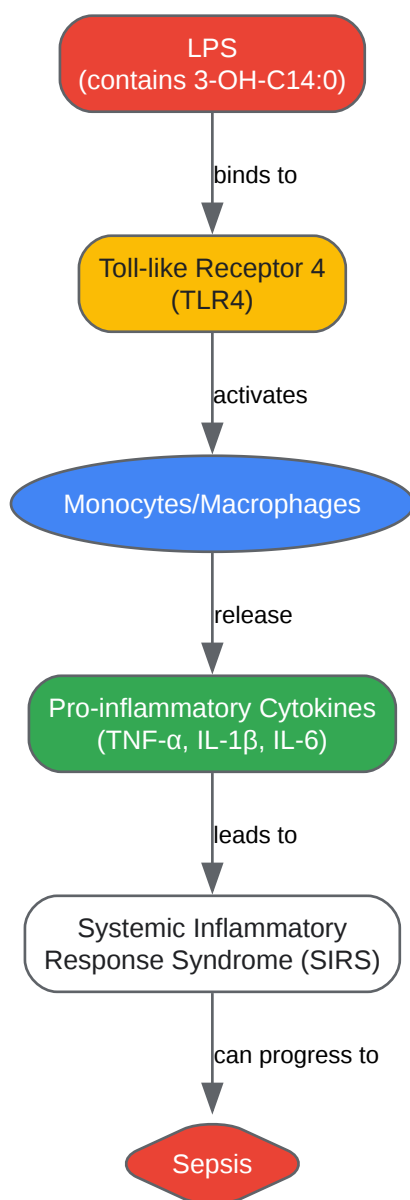 LPS
(contains 3-OH-C14:0)
binds to
Toll-like Receptor 4
(TLR4)
activates
Monocytes/Macrophages
release
Pro-inflammatory Cytokines
(TNF-α, IL-1β, IL-6)
leads to
Systemic Inflammatory
Response Syndrome (SIRS)
can progress to
Sepsis